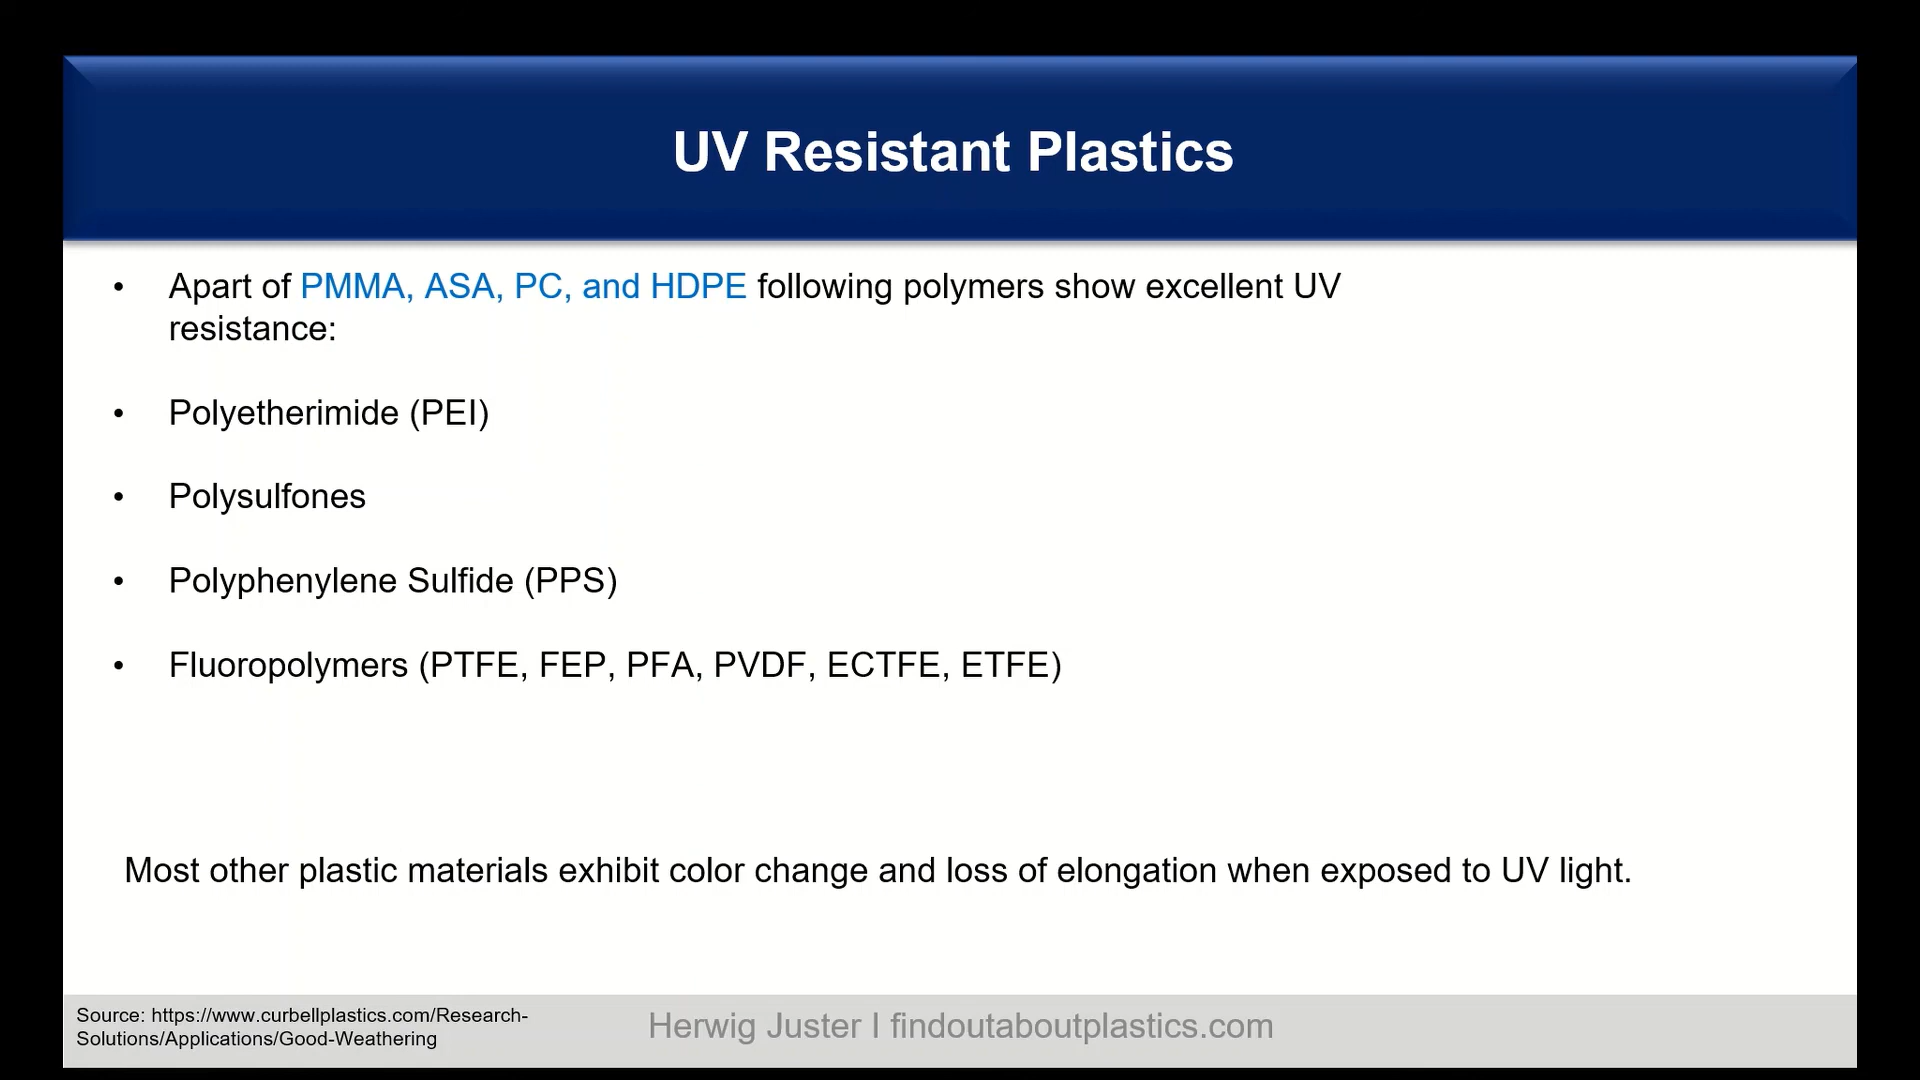 UV Resistant Plastics
• Apart of PMMA, ASA, PC, and HDPE following polymers show excellent UV
resistance:
• Polyetherimide (PEI)
• Polysulfones
• Polyphenylene Sulfide (PPS)
• Fluoropolymers (PTFE, FEP, PFA, PVDF, ECTFE, ETFE)
Most other plastic materials exhibit color change and loss of elongation when exposed to UV light.
Source: https://www.curbellplastics.com/Research-
Solutions/Applications/Good-Weathering
Herwig Juster I findoutaboutplastics.com